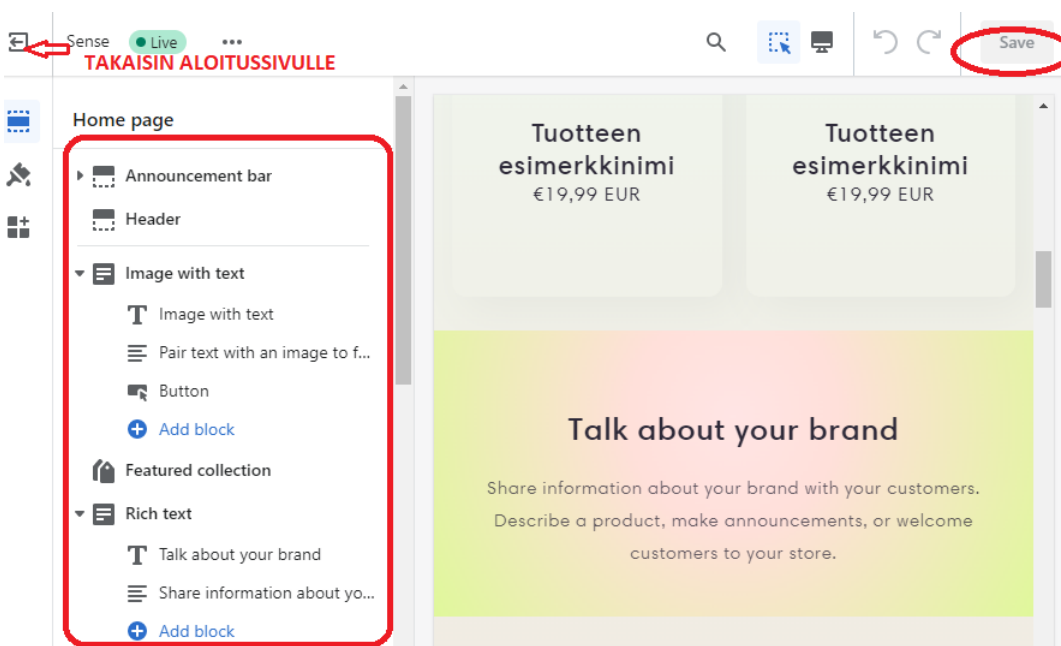 Sense
Live
Save
TAKAISIN ALOITUSSIVULLE
Home page
Announcement bar
Header
Image with text
Image with text
Pair text with an image to f...
Button
Add block
Featured collection
Rich text
Talk about your brand
Share information about yo...
Add block
Tuotteen
esimerkkinimi
€19,99 EUR
Tuotteen
esimerkkinimi
€19,99 EUR
Talk about your brand
Share information about your brand with your customers.
Describe a product, make announcements, or welcome
customers to your store.